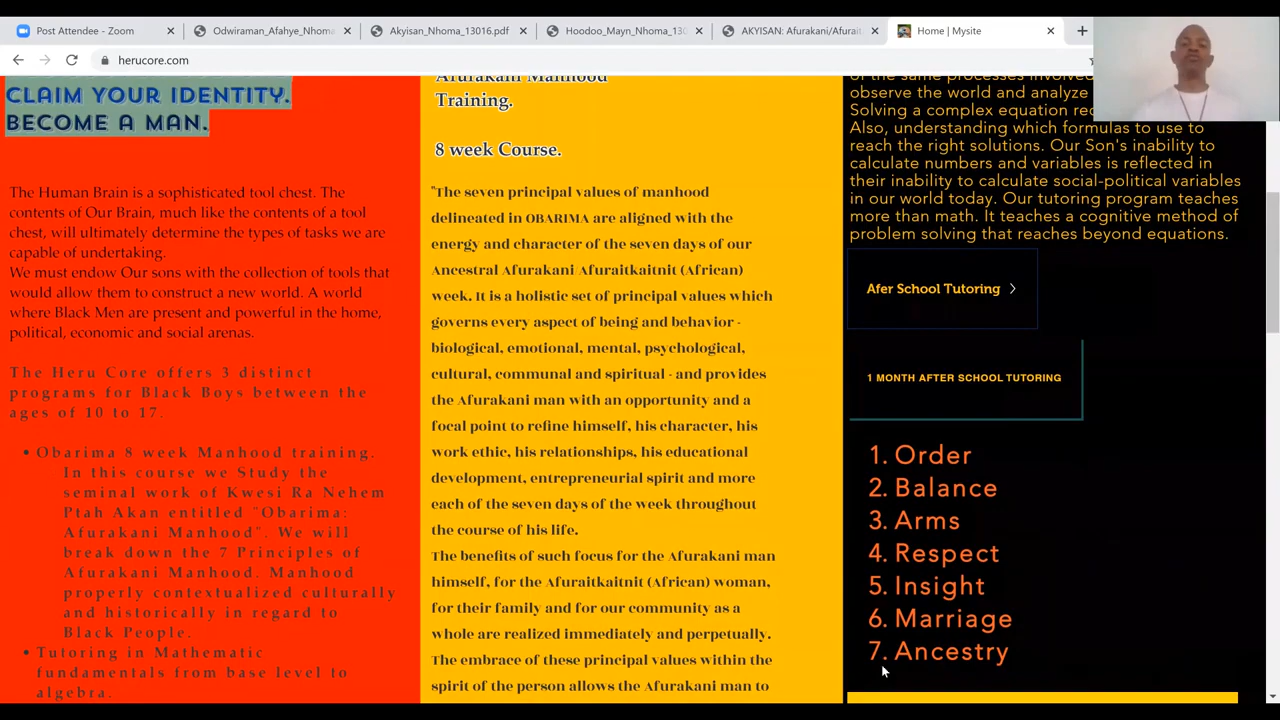 Post Attendee - Zoom
Odwiraman_Afahye_Nhoma
Akyisan_Nhoma_13016.pdf
Hoodoo_Mayn_Nhoma_130
AKYISAN: Afurakani/Afurait
Home | Mysite
herucore.com
CLAIM YOUR IDENTITY.
BECOME A MAN.
The Human Brain is a sophisticated tool chest. The
contents of Our Brain, much like the contents of a tool
chest, will ultimately determine the types of tasks we are
capable of undertaking.
We must endow Our sons with the collection of tools that
would allow them to construct a new world. A world
where Black Men are present and powerful in the home,
political, economic and social arenas.
The Heru Core offers 3 distinct
programs for Black Boys between the
ages of 10 to 17.
Obarima 8 week Manhood training.
In this course we Study the
seminal work of Kwesi Ra Nehem
Ptah Akan entitled "Obarima:
Afurakani Manhood". We will
break down the 7 Principles of
Afurakani Manhood. Manhood
properly contextualized culturally
and historically in regard to
Black People.
Tutoring in Mathematic
fundamentals from base level to
algebra.
Afurakani Manhood
Training.
8 week Course.
"The seven principal values of manhood
delineated in OBARIMA are aligned with the
energy and character of the seven days of our
Ancestral Afurakani Afuraitkaitnit (African)
week. It is a holistic set of principal values which
governs every aspect of being and behavior -
biological, emotional, mental, psychological,
cultural, communal and spiritual - and provides
the Afurakani man with an opportunity and a
focal point to refine himself, his character, his
work ethic, his relationships, his educational
development, entrepreneurial spirit and more
each of the seven days of the week throughout
the course of his life.
The benefits of such focus for the Afurakani man
himself, for the Afuraitkaitnit (African) woman,
for their family and for our community as a
whole are realized immediately and perpetually.
The embrace of these principal values within the
spirit of the person allows the Afurakani man to
of the same processes involved
observe the world and analyze
Solving a complex equation
Also, understanding which formulas to use to
reach the right solutions. Our Son's inability to
calculate numbers and variables is reflected in
their inability to calculate social-political variables
in our world today. Our tutoring program teaches
more than math. It teaches a cognitive method of
problem solving that reaches beyond equations.
Afer School Tutoring
1 MONTH AFTER SCHOOL TUTORING
1. Order
2. Balance
3. Arms
4. Respect
5. Insight
6. Marriage
7. Ancestry